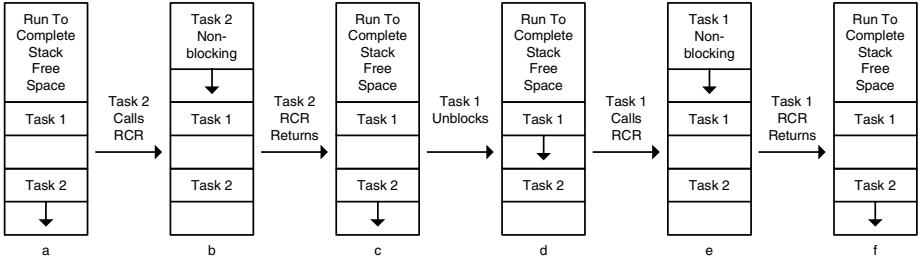 Run To
Complete
Stack
Free
Space
Task 1
Task 2
a
Task 2
Calls
RCR
Task 2
Non-
blocking
Task 1
Task 2
b
Task 2
RCR
Returns
Run To
Complete
Stack
Free
Space
Task 1
Task 2
c
Task 1
Unblocks
Run To
Complete
Stack
Free
Space
Task 1
Task 2
d
Task 1
Calls
RCR
Task 1
Non-
blocking
Task 1
Task 2
e
Task 1
RCR
Returns
Run To
Complete
Stack
Free
Space
Task 1
Task 2
f